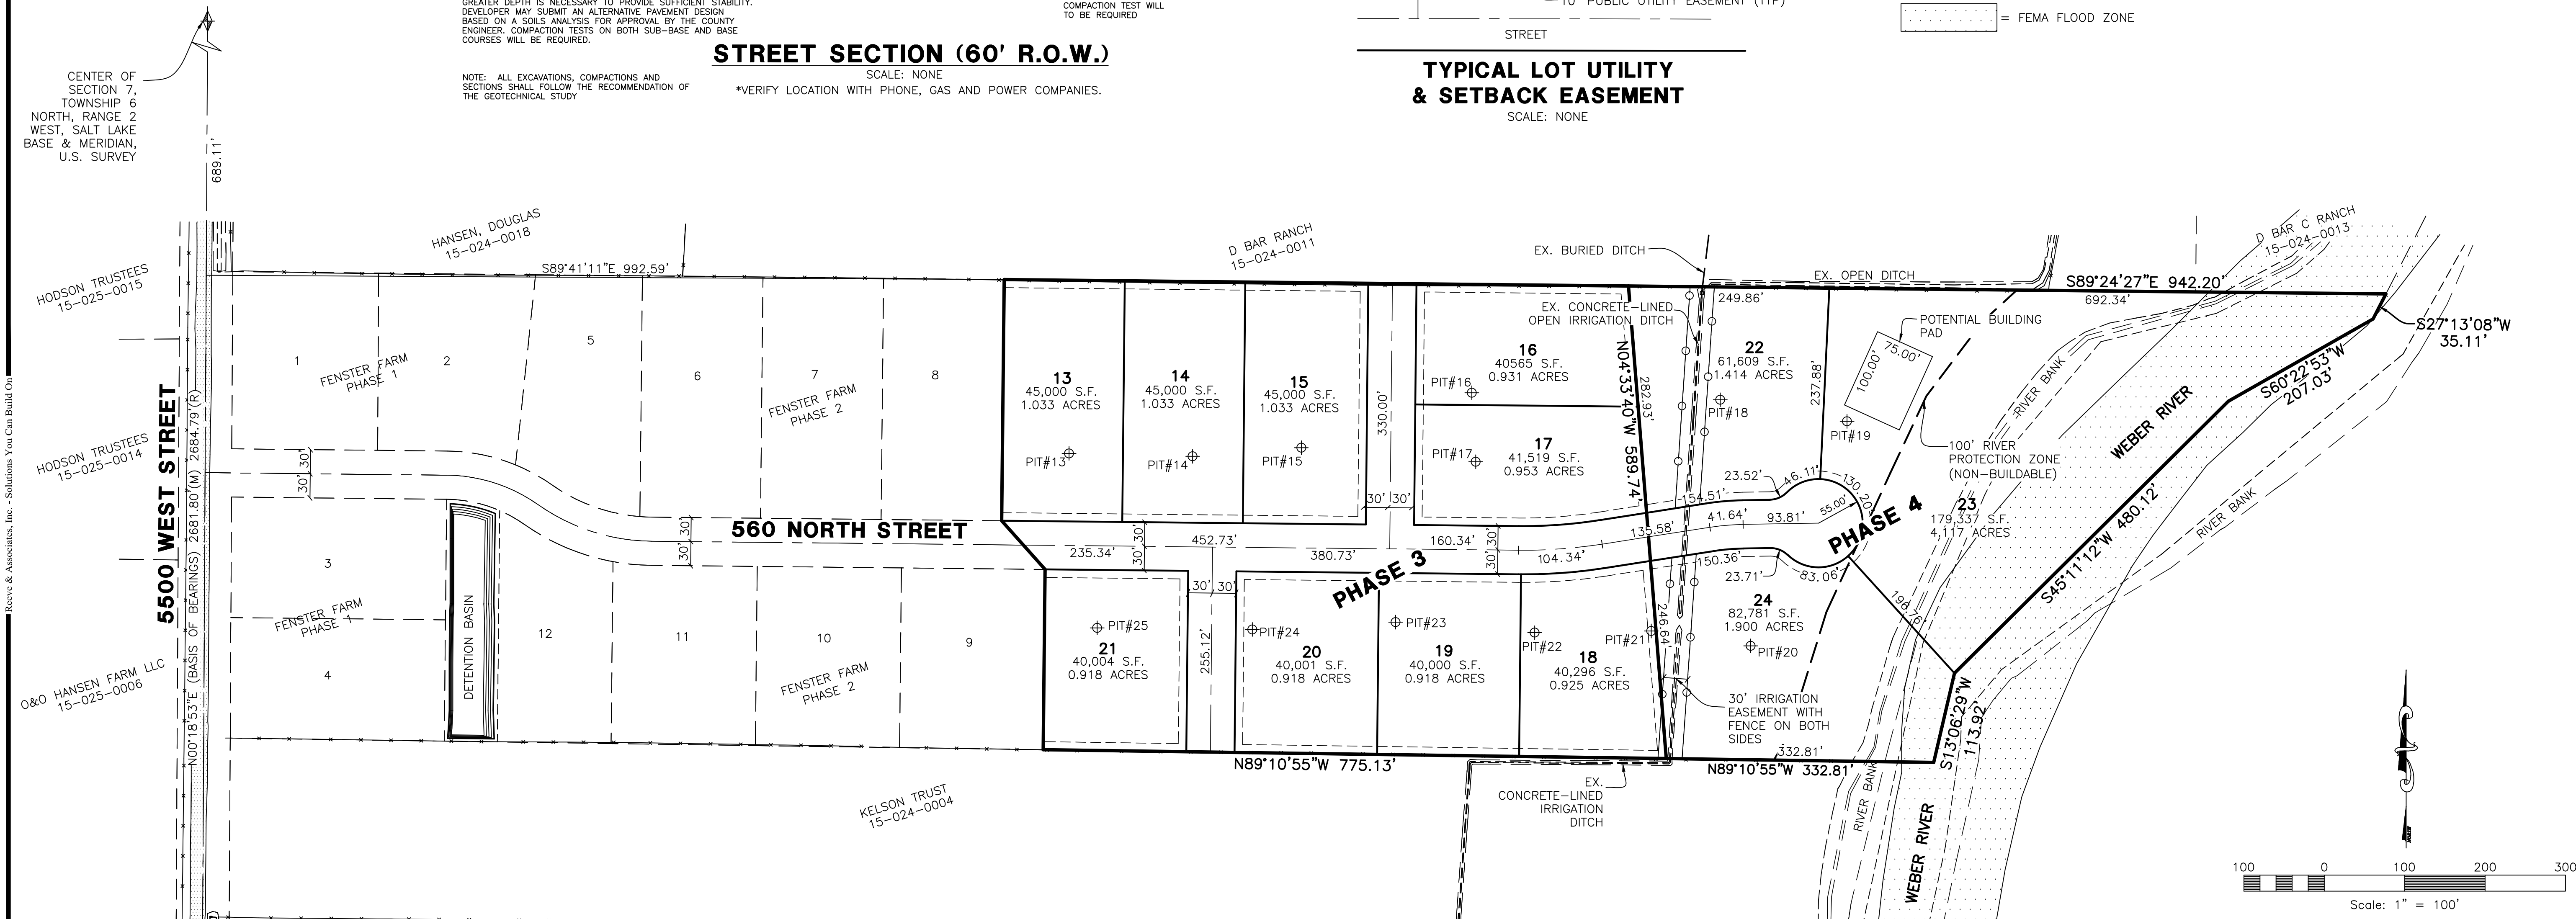 GREATER DEPTH IS NECESSARY TO PROVIDE SUFFICIENT STABILITY.
DEVELOPER MAY SUBMIT AN ALTERNATIVE PAVEMENT DESIGN
BASED ON A SOILS ANALYSIS FOR APPROVAL BY THE COUNTY
ENGINEER. COMPACTION TESTS ON BOTH SUB-BASE AND BASE
COURSES WILL BE REQUIRED.
NOTE: ALL EXCAVATIONS, COMPACTIONS AND
SECTIONS SHALL FOLLOW THE RECOMMENDATION OF
THE GEOTECHNICAL STUDY
COMPACTION TEST WILL
TO BE REQUIRED
STREET SECTION (60' R.O.W.)
SCALE: NONE
*VERIFY LOCATION WITH PHONE, GAS AND POWER COMPANIES.
10' PUBLIC UTILITY EASEMENT (TYP)
STREET
TYPICAL LOT UTILITY
& SETBACK EASEMENT
SCALE: NONE
= FEMA FLOOD ZONE
CENTER OF
SECTION 7,
TOWNSHIP 6
NORTH, RANGE 2
WEST, SALT LAKE
BASE & MERIDIAN,
U.S. SURVEY
689.11'
Reeve & Associates, Inc. - Solutions You Can Build On
HODSON TRUSTEES
15-025-0015
HODSON TRUSTEES
15-025-0014
O&O HANSEN FARM LLC
15-025-0006
5500 WEST STREET
N00°18'53"E (BASIS OF BEARINGS) 2681.80'(M) 2684.79'(R)
HANSEN, DOUGLAS
15-024-0018
S89°41'11"E 992.59'
D BAR RANCH
15-024-0011
D BAR C RANCH
15-024-0013
KELSON TRUST
15-024-0004
1
2
5
6
7
8
FENSTER FARM
PHASE 1
FENSTER FARM
PHASE 2
30'
30'
3
4
FENSTER FARM
PHASE 1
DETENTION BASIN
12
11
10
9
FENSTER FARM
PHASE 2
30'
30'
560 NORTH STREET
13
45,000 S.F.
1.033 ACRES
PIT#13
14
45,000 S.F.
1.033 ACRES
PIT#14
15
45,000 S.F.
1.033 ACRES
PIT#15
330.00'
30'
30'
16
40565 S.F.
0.931 ACRES
PIT#16
17
41,519 S.F.
0.953 ACRES
PIT#17
EX. BURIED DITCH
EX. CONCRETE-LINED
OPEN IRRIGATION DITCH
EX. OPEN DITCH
N04°33'40"W 589.74'
282.93'
249.86'
22
61,609 S.F.
1.414 ACRES
PIT#18
237.88'
POTENTIAL BUILDING
PAD
75.00'
100.00'
PIT#19
100' RIVER
PROTECTION ZONE
(NON-BUILDABLE)
S89°24'27"E 942.20'
692.34'
S27°13'08"W
35.11'
S60°22'53"W
207.03'
S45°11'12"W 480.12'
S13°06'29"W
113.92'
WEBER RIVER
RIVER BANK
RIVER BANK
RIVER BANK
WEBER RIVER
23
179,337 S.F.
4.117 ACRES
PHASE 4
23.52'
46.11'
130.20'
55.00'
154.51'
135.58'
41.64'
93.81'
150.36'
23.71'
83.06'
196.76'
235.34'
30'
30'
452.73'
380.73'
160.34'
30'
30'
104.34'
PHASE 3
30'
30'
255.12'
21
40,004 S.F.
0.918 ACRES
PIT#25
20
40,001 S.F.
0.918 ACRES
PIT#24
19
40,000 S.F.
0.918 ACRES
PIT#23
18
40,296 S.F.
0.925 ACRES
PIT#22
PIT#21
246.64'
24
82,781 S.F.
1.900 ACRES
PIT#20
30' IRRIGATION
EASEMENT WITH
FENCE ON BOTH
SIDES
332.81'
N89°10'55"W 775.13'
N89°10'55"W 332.81'
EX.
CONCRETE-LINED
IRRIGATION
DITCH
100 0 100 200 300
Scale: 1" = 100'